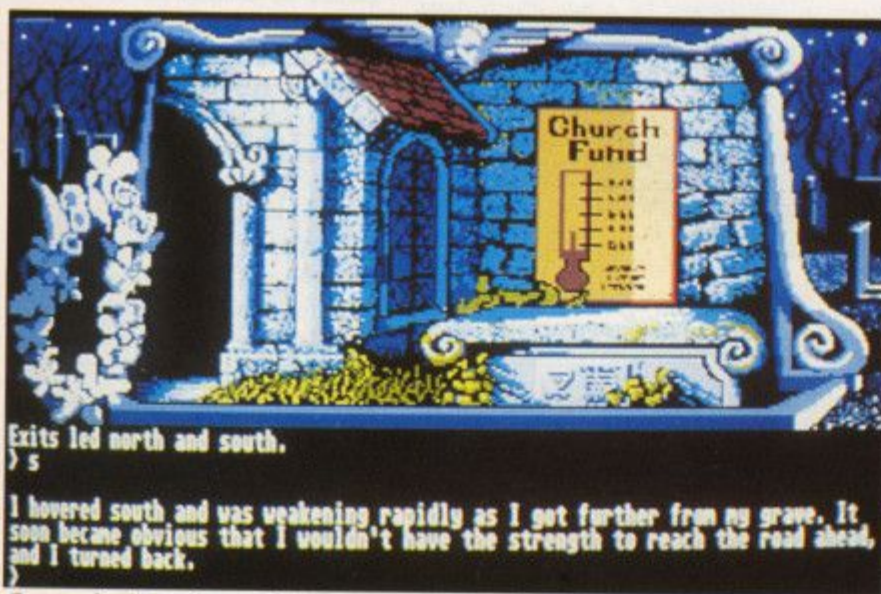 Church
Fund
Exits led north and south.
> s
I hovered south and was weakening rapidly as I got further from my grave. It
soon became obvious that I wouldn't have the strength to reach the road ahead,
and I turned back.
>